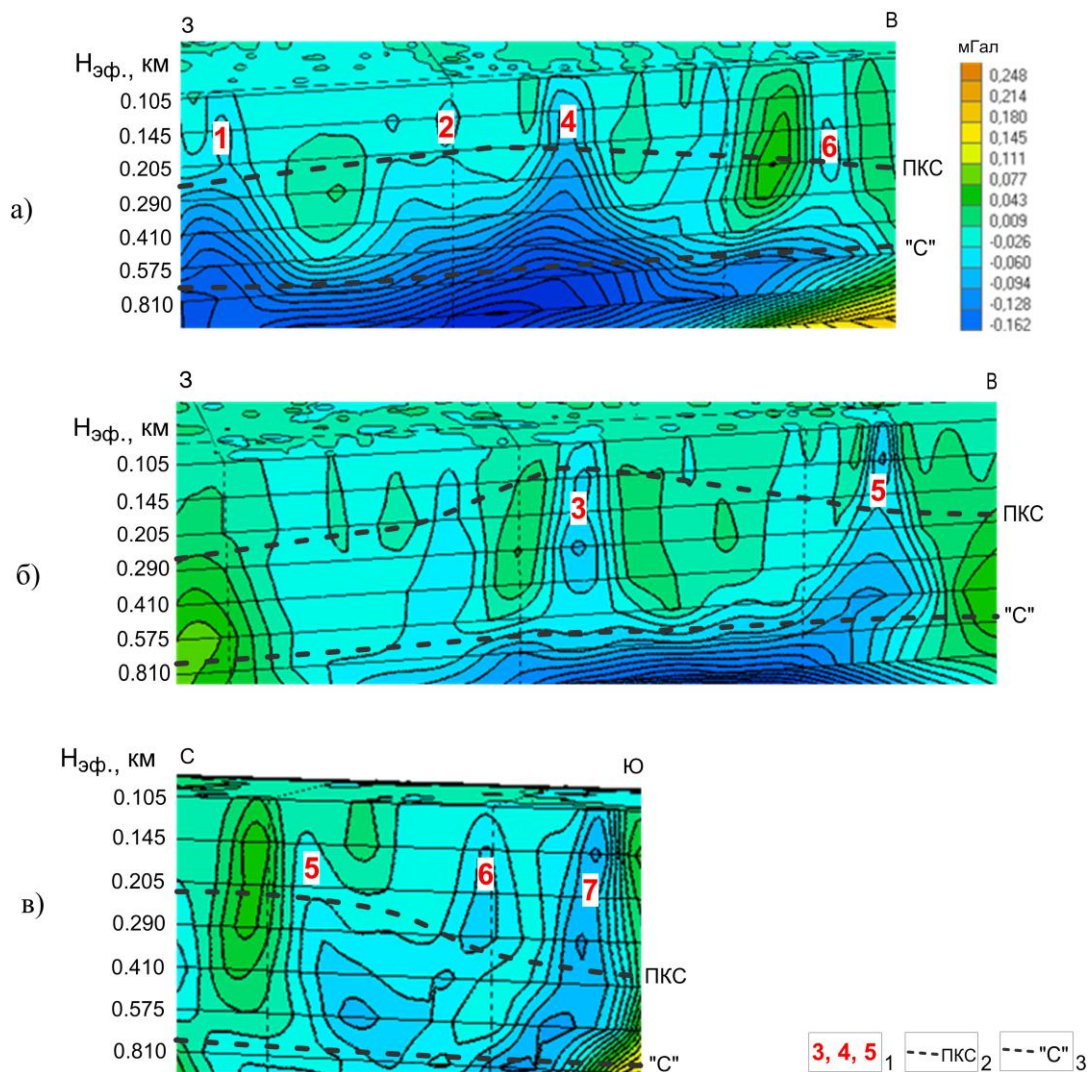 З В
Нэф., км
мГал
0,248
0,214
0,180
0,145
0,111
0,077
0,043
0,009
-0,026
-0,060
-0,094
-0,128
-0,162
0.105
0.145
0.205
0.290
0.410
0.575
0.810
1 2 4 6
ПКС
"С"
а)
З В
Нэф., км
0.105
0.145
0.205
0.290
0.410
0.575
0.810
3 5
ПКС
"С"
б)
Нэф., км С Ю
0.105
0.145
0.205
0.290
0.410
0.575
0.810
5 6 7
ПКС
"С"
в)
3, 4, 5 1 ПКС 2 "С" 3